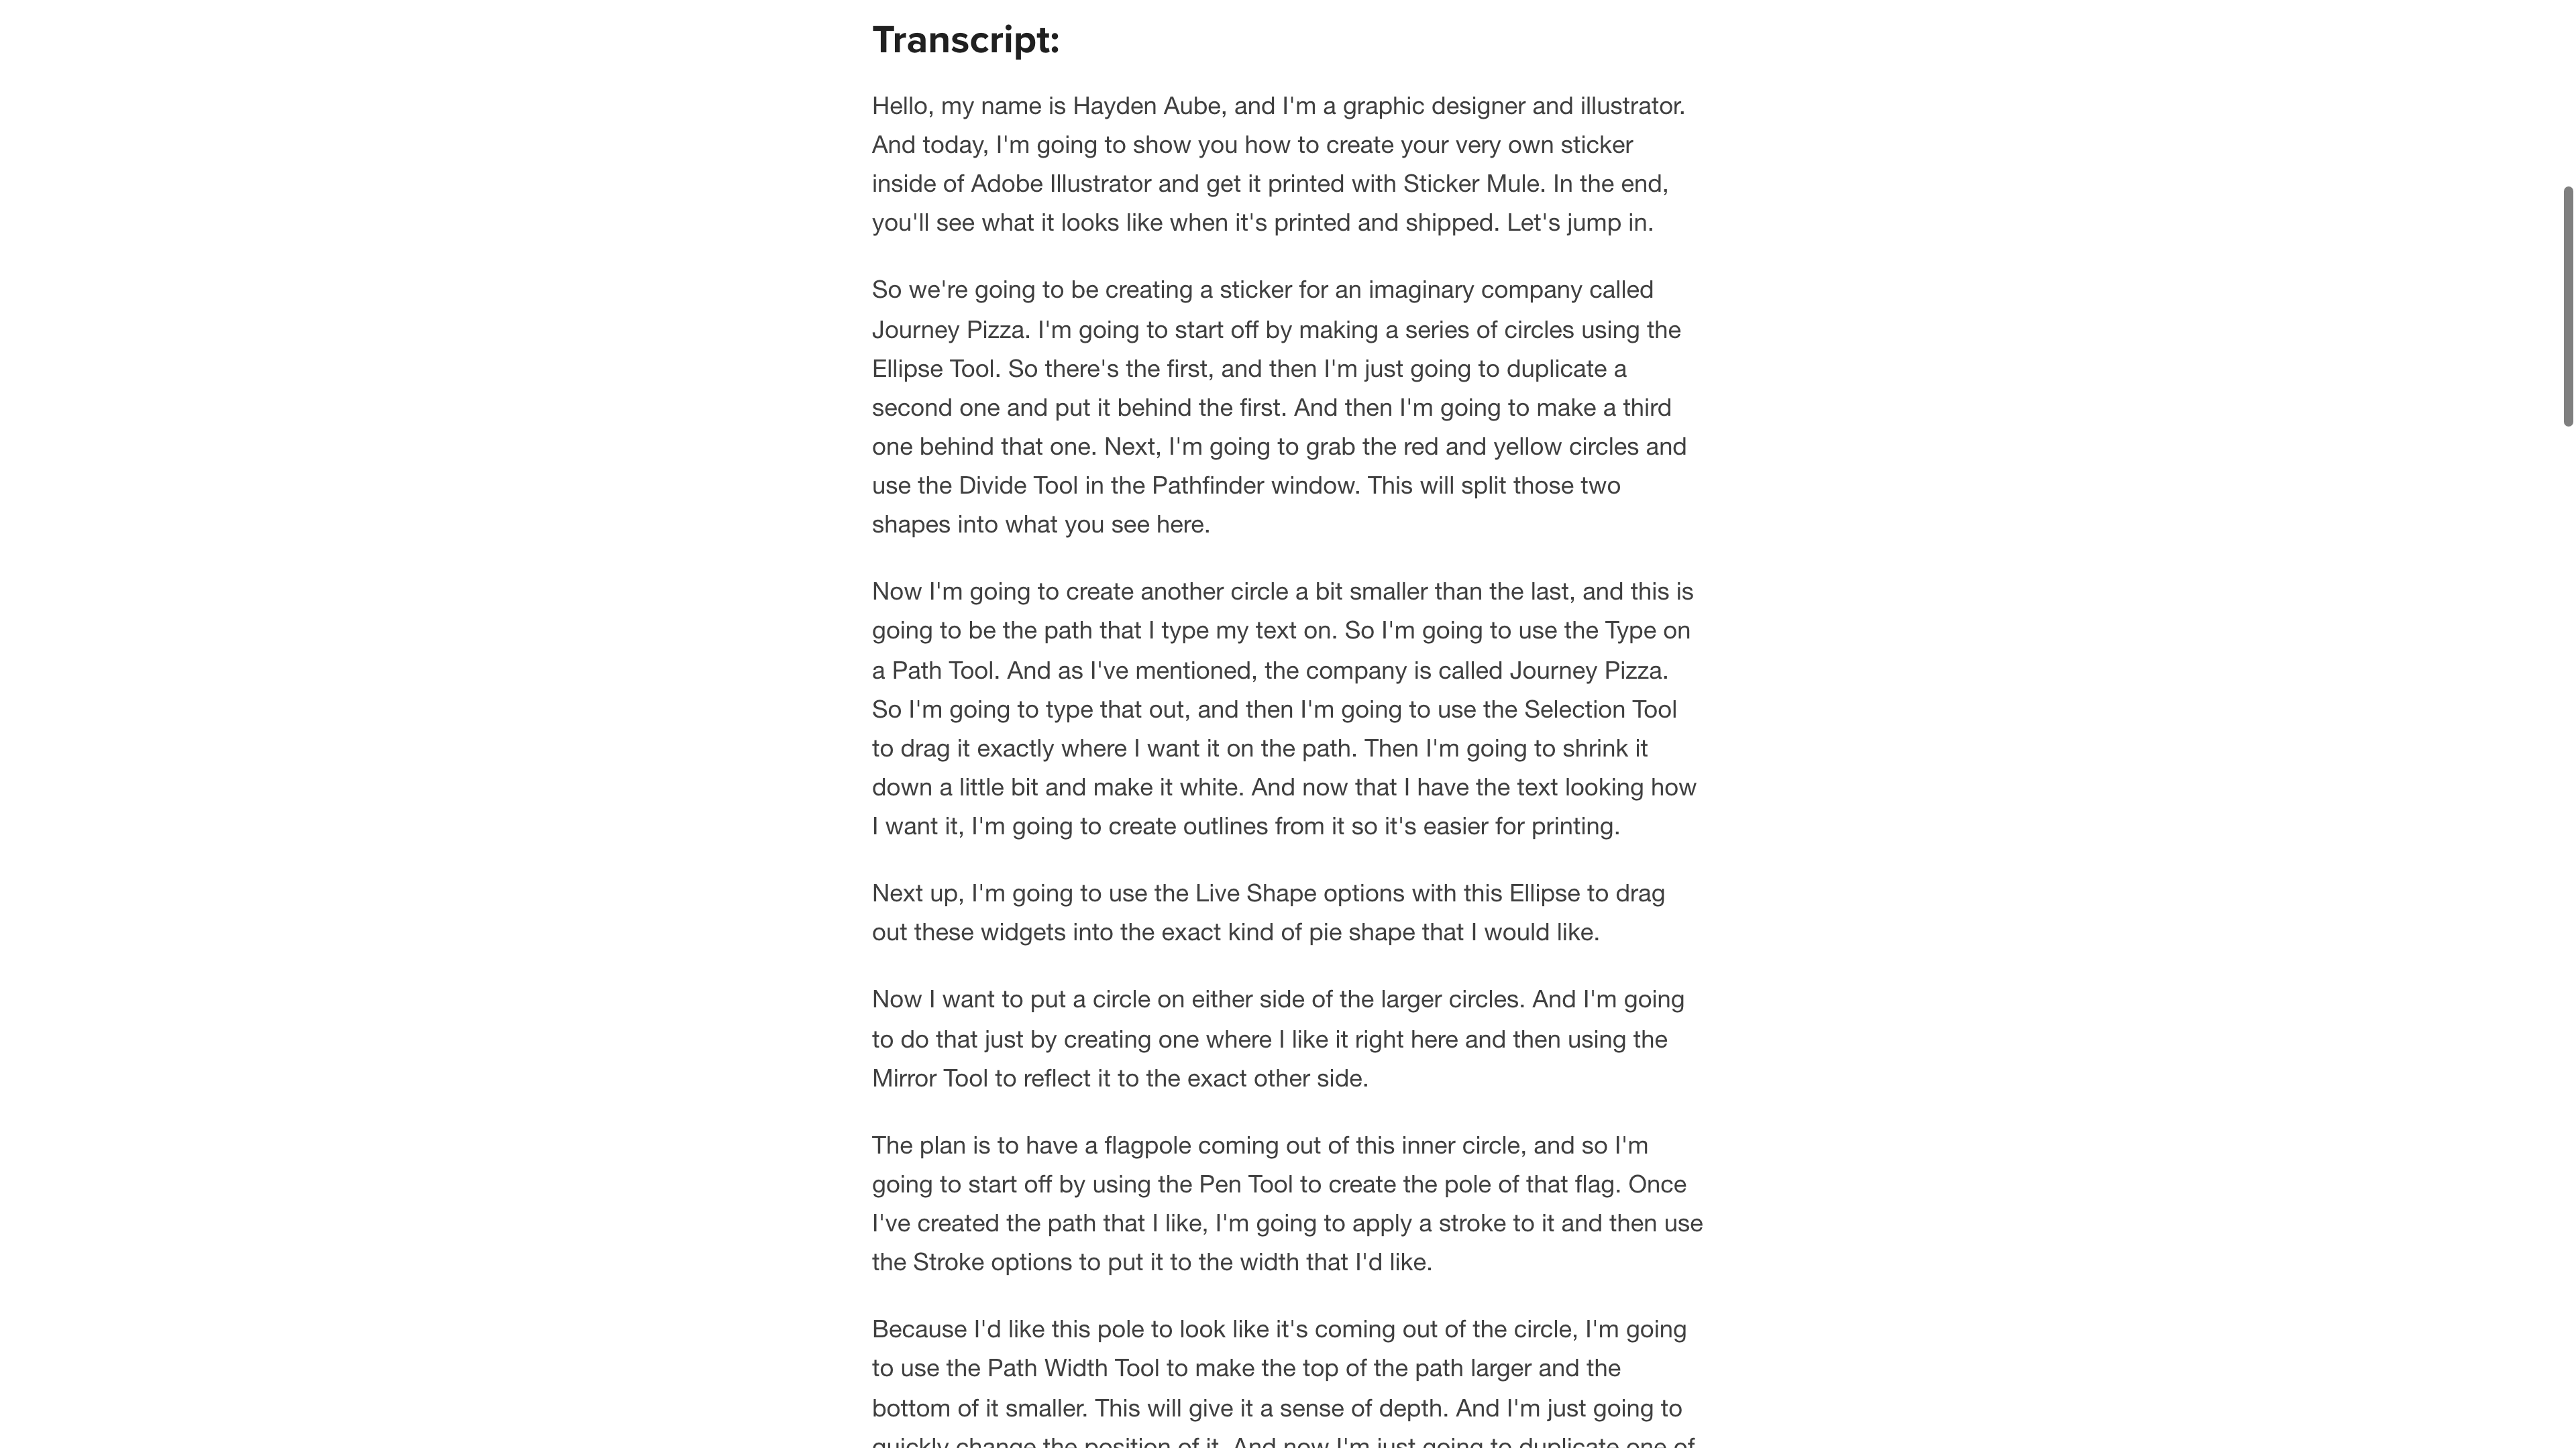 Transcript:
Hello, my name is Hayden Aube, and I'm a graphic designer and illustrator.
And today, I'm going to show you how to create your very own sticker
inside of Adobe Illustrator and get it printed with Sticker Mule. In the end,
you'll see what it looks like when it's printed and shipped. Let's jump in.
So we're going to be creating a sticker for an imaginary company called
Journey Pizza. I'm going to start off by making a series of circles using the
Ellipse Tool. So there's the first, and then I'm just going to duplicate a
second one and put it behind the first. And then I'm going to make a third
one behind that one. Next, I'm going to grab the red and yellow circles and
use the Divide Tool in the Pathfinder window. This will split those two
shapes into what you see here.
Now I'm going to create another circle a bit smaller than the last, and this is
going to be the path that I type my text on. So I'm going to use the Type on
a Path Tool. And as I've mentioned, the company is called Journey Pizza.
So I'm going to type that out, and then I'm going to use the Selection Tool
to drag it exactly where I want it on the path. Then I'm going to shrink it
down a little bit and make it white. And now that I have the text looking how
I want it, I'm going to create outlines from it so it's easier for printing.
Next up, I'm going to use the Live Shape options with this Ellipse to drag
out these widgets into the exact kind of pie shape that I would like.
Now I want to put a circle on either side of the larger circles. And I'm going
to do that just by creating one where I like it right here and then using the
Mirror Tool to reflect it to the exact other side.
The plan is to have a flagpole coming out of this inner circle, and so I'm
going to start off by using the Pen Tool to create the pole of that flag. Once
I've created the path that I like, I'm going to apply a stroke to it and then use
the Stroke options to put it to the width that I'd like.
Because I'd like this pole to look like it's coming out of the circle, I'm going
to use the Path Width Tool to make the top of the path larger and the
bottom of it smaller. This will give it a sense of depth. And I'm just going to
quickly change the position of it. And now I'm just going to duplicate one of